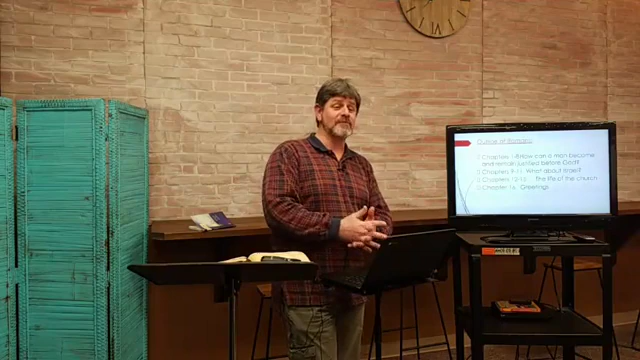 Outline of Romans
Chapters 1-8 How can a man become
and remain justified before God?
Chapters 9-11 What about Israel?
Chapters 12-15 The life of the church
Chapter 16 Greetings